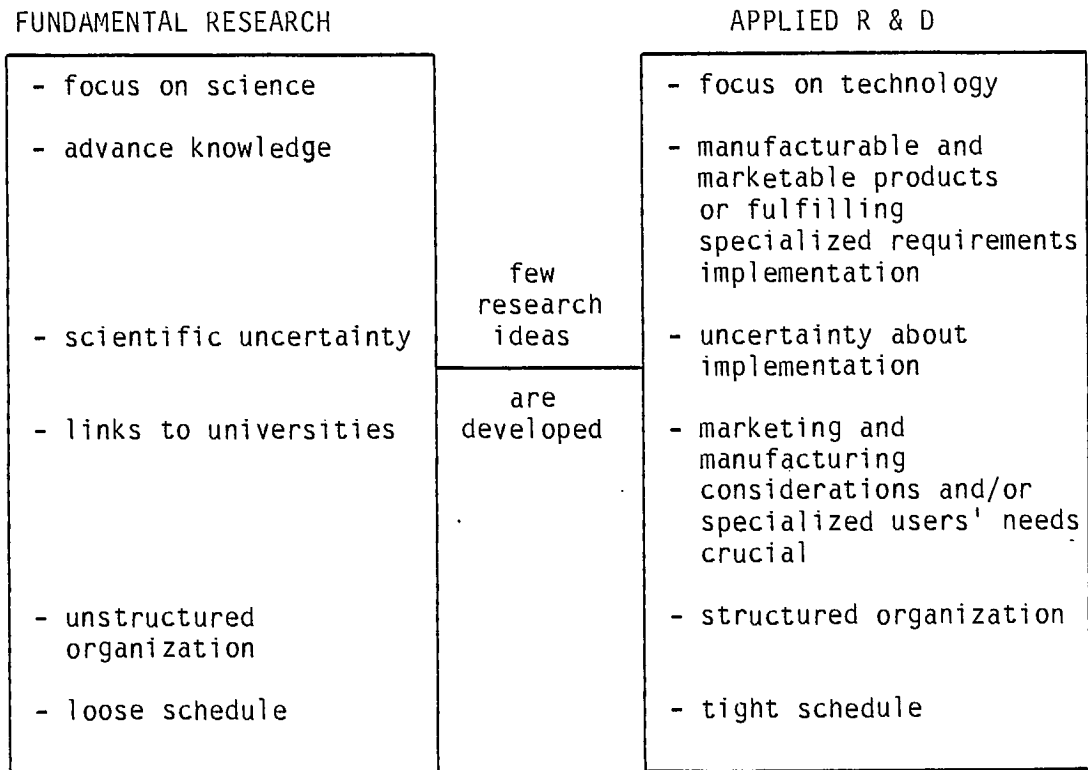 FUNDAMENTAL RESEARCH
- focus on science
- advance knowledge
- scientific uncertainty
- links to universities
- unstructured
organization
- loose schedule
few
research
ideas
are
developed
APPLIED R & D
- focus on technology
- manufacturable and
marketable products
or fulfilling
specialized requirements
implementation
- uncertainty about
implementation
- marketing and
manufacturing
considerations and/or
specialized users' needs
crucial
- structured organization
- tight schedule